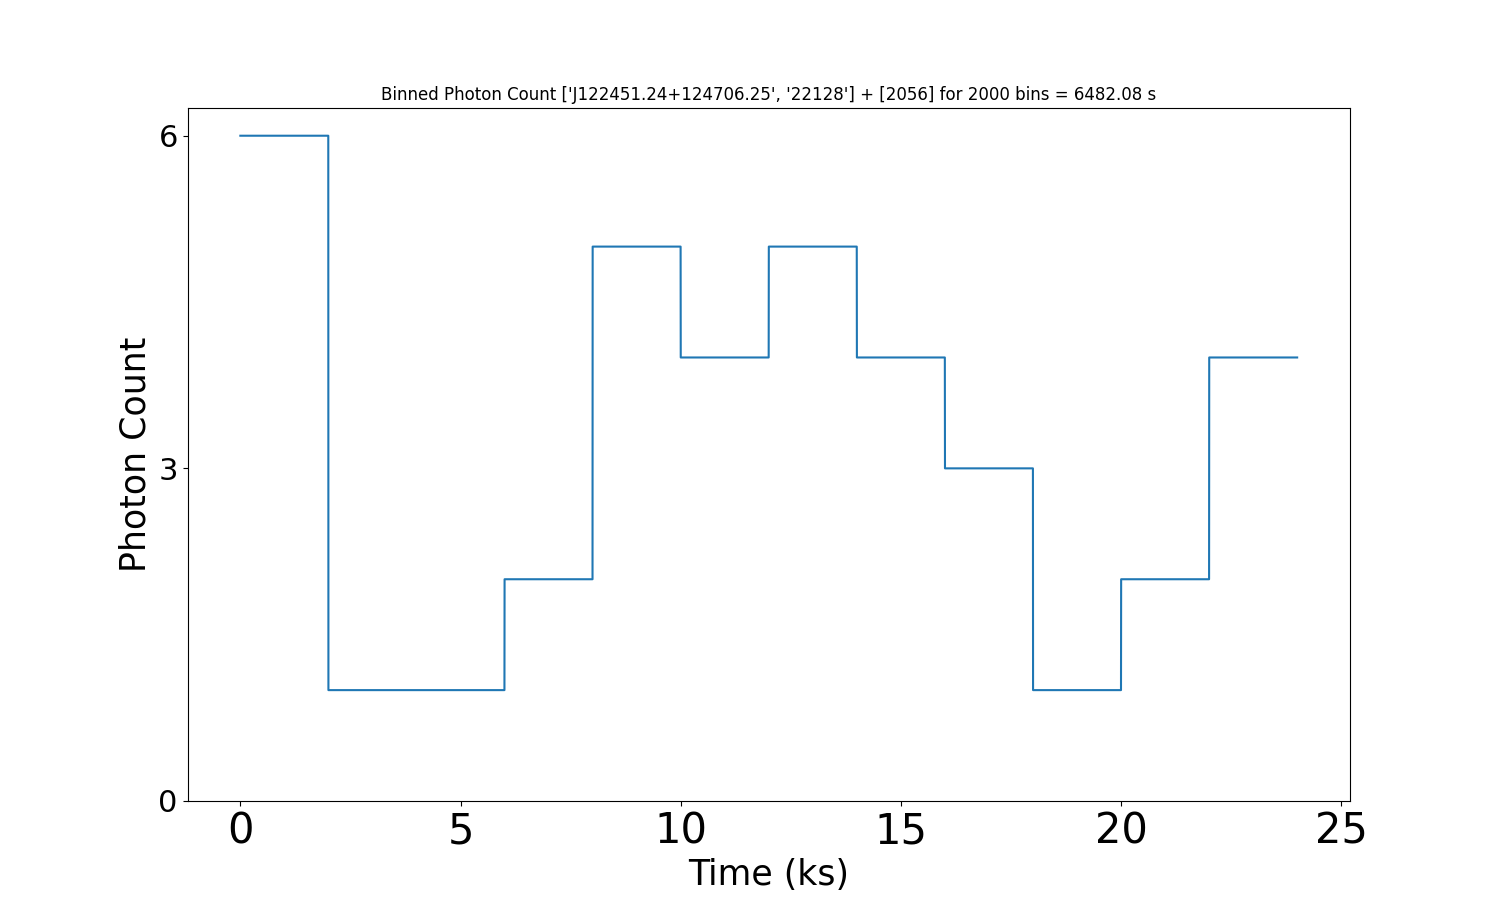 Binned Photon Count ['J122451.24+124706.25', '22128'] + [2056] for 2000 bins = 6482.08 s
6
3
0
Photon Count
0 5 10 15 20 25
Time (ks)